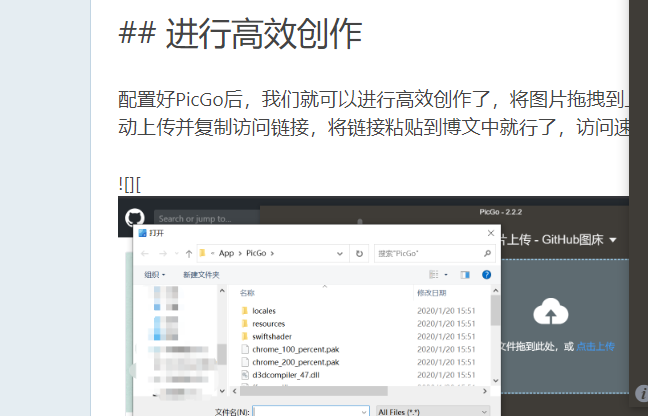 ## 进行高效创作
配置好PicGo后，我们就可以进行高效创作了，将图片拖拽到
动上传并复制访问链接，将链接粘贴到博文中就行了，访问速
![][
Search or jump to...
PicGo - 2.2.2
片上传 - GitHub图床
打开
App
PicGo
搜索"PicGo"
组织
新建文件夹
名称
修改日期
locales
2020/1/20 15:51
resources
2020/1/20 15:51
swiftshader
2020/1/20 15:51
chrome_100_percent.pak
2020/1/20 15:51
chrome_200_percent.pak
2020/1/20 15:51
d3dcompiler_47.dll
2020/1/20 15:51
文件拖到此处，或 点击上传
文件名(N):
All Files (*.*)